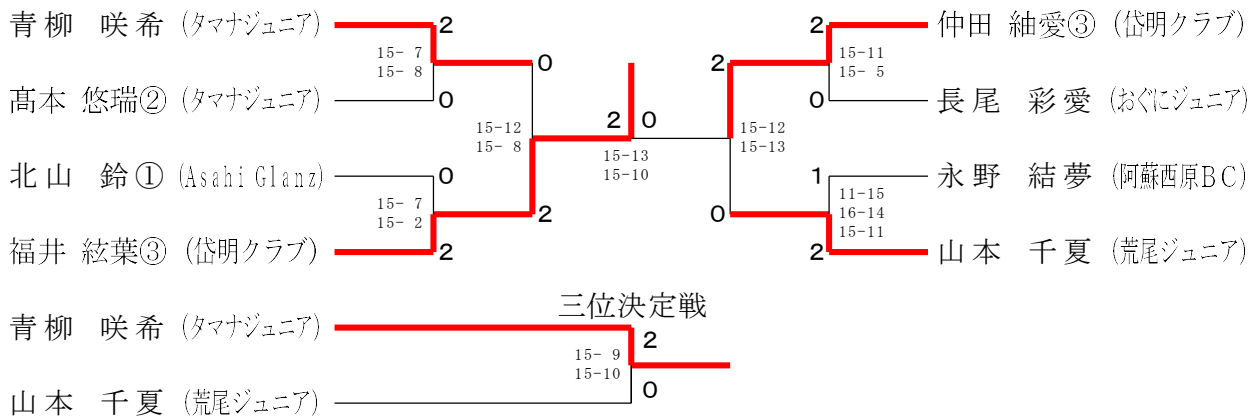 青柳 咲希 (タマナジュニア)
2
15- 7
15- 8
0
髙本 悠瑞② (タマナジュニア)
0
15-12
15- 8
北山 鈴① (Asahi Glanz)
0
15- 7
15- 2
2
福井 絃葉③ (岱明クラブ)
2
2 0
15-13
15-10
仲田 紬愛③ (岱明クラブ)
2
15-11
15- 5
2
長尾 彩愛 (おぐにジュニア)
0
15-12
15-13
永野 結夢 (阿蘇西原BC)
1
11-15
16-14
15-11
0
山本 千夏 (荒尾ジュニア)
2
三位決定戦
青柳 咲希 (タマナジュニア)
2
15- 9
15-10
0
山本 千夏 (荒尾ジュニア)